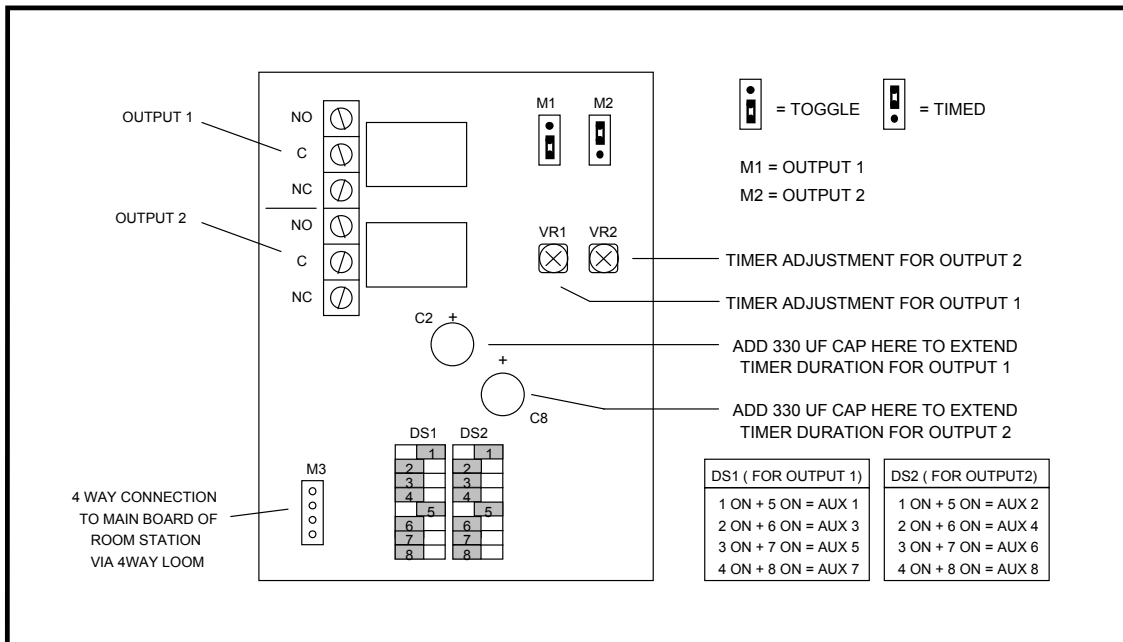 OUTPUT 1
OUTPUT 2
NO
C
NC
NO
C
NC
M1
M2
= TOGGLE
= TIMED
M1 = OUTPUT 1
M2 = OUTPUT 2
VR1
VR2
TIMER ADJUSTMENT FOR OUTPUT 2
TIMER ADJUSTMENT FOR OUTPUT 1
C2
+
ADD 330 UF CAP HERE TO EXTEND
TIMER DURATION FOR OUTPUT 1
+
C8
ADD 330 UF CAP HERE TO EXTEND
TIMER DURATION FOR OUTPUT 2
DS1
DS2
1
2
3
4
5
6
7
8
1
2
3
4
5
6
7
8
M3
4 WAY CONNECTION
TO MAIN BOARD OF
ROOM STATION
VIA 4WAY LOOM
DS1 ( FOR OUTPUT 1)
1 ON + 5 ON = AUX 1
2 ON + 6 ON = AUX 3
3 ON + 7 ON = AUX 5
4 ON + 8 ON = AUX 7
DS2 ( FOR OUTPUT2)
1 ON + 5 ON = AUX 2
2 ON + 6 ON = AUX 4
3 ON + 7 ON = AUX 6
4 ON + 8 ON = AUX 8